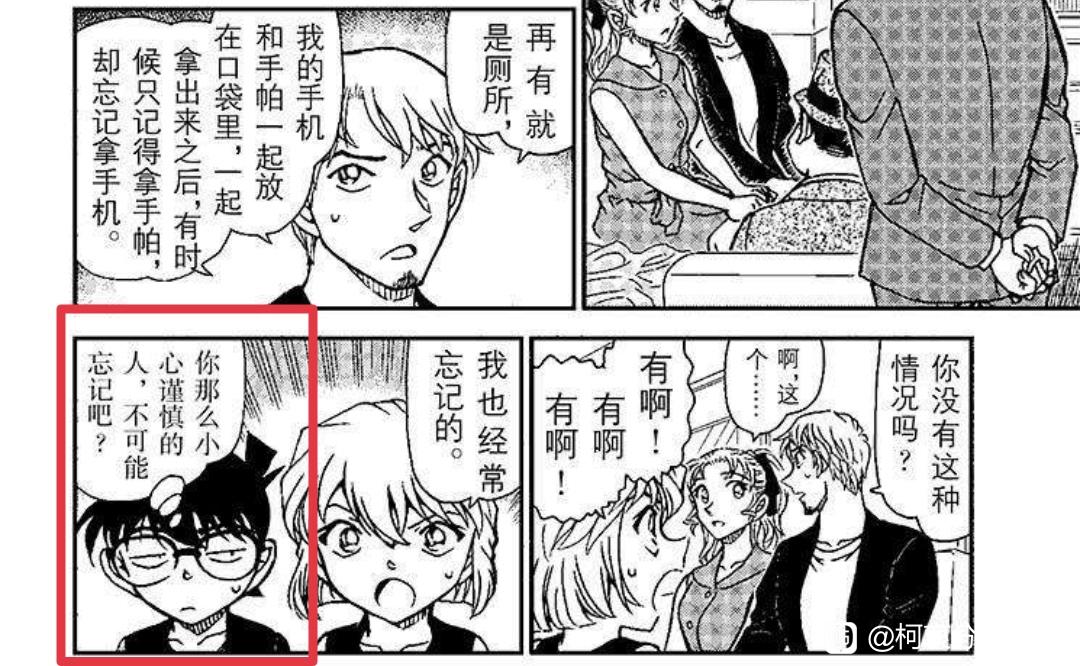 再有就
是厕所，
我的手机
和手帕一起放
在口袋里，一起
拿出来之后，有时
候只记得拿手帕，
却忘记拿手机。
你没有这种
情况吗？
啊，这
个……
有啊！
有啊
有啊！
我也经常
忘记的。
你那么小
心谨慎的
人，不可能
忘记吧？
@柯